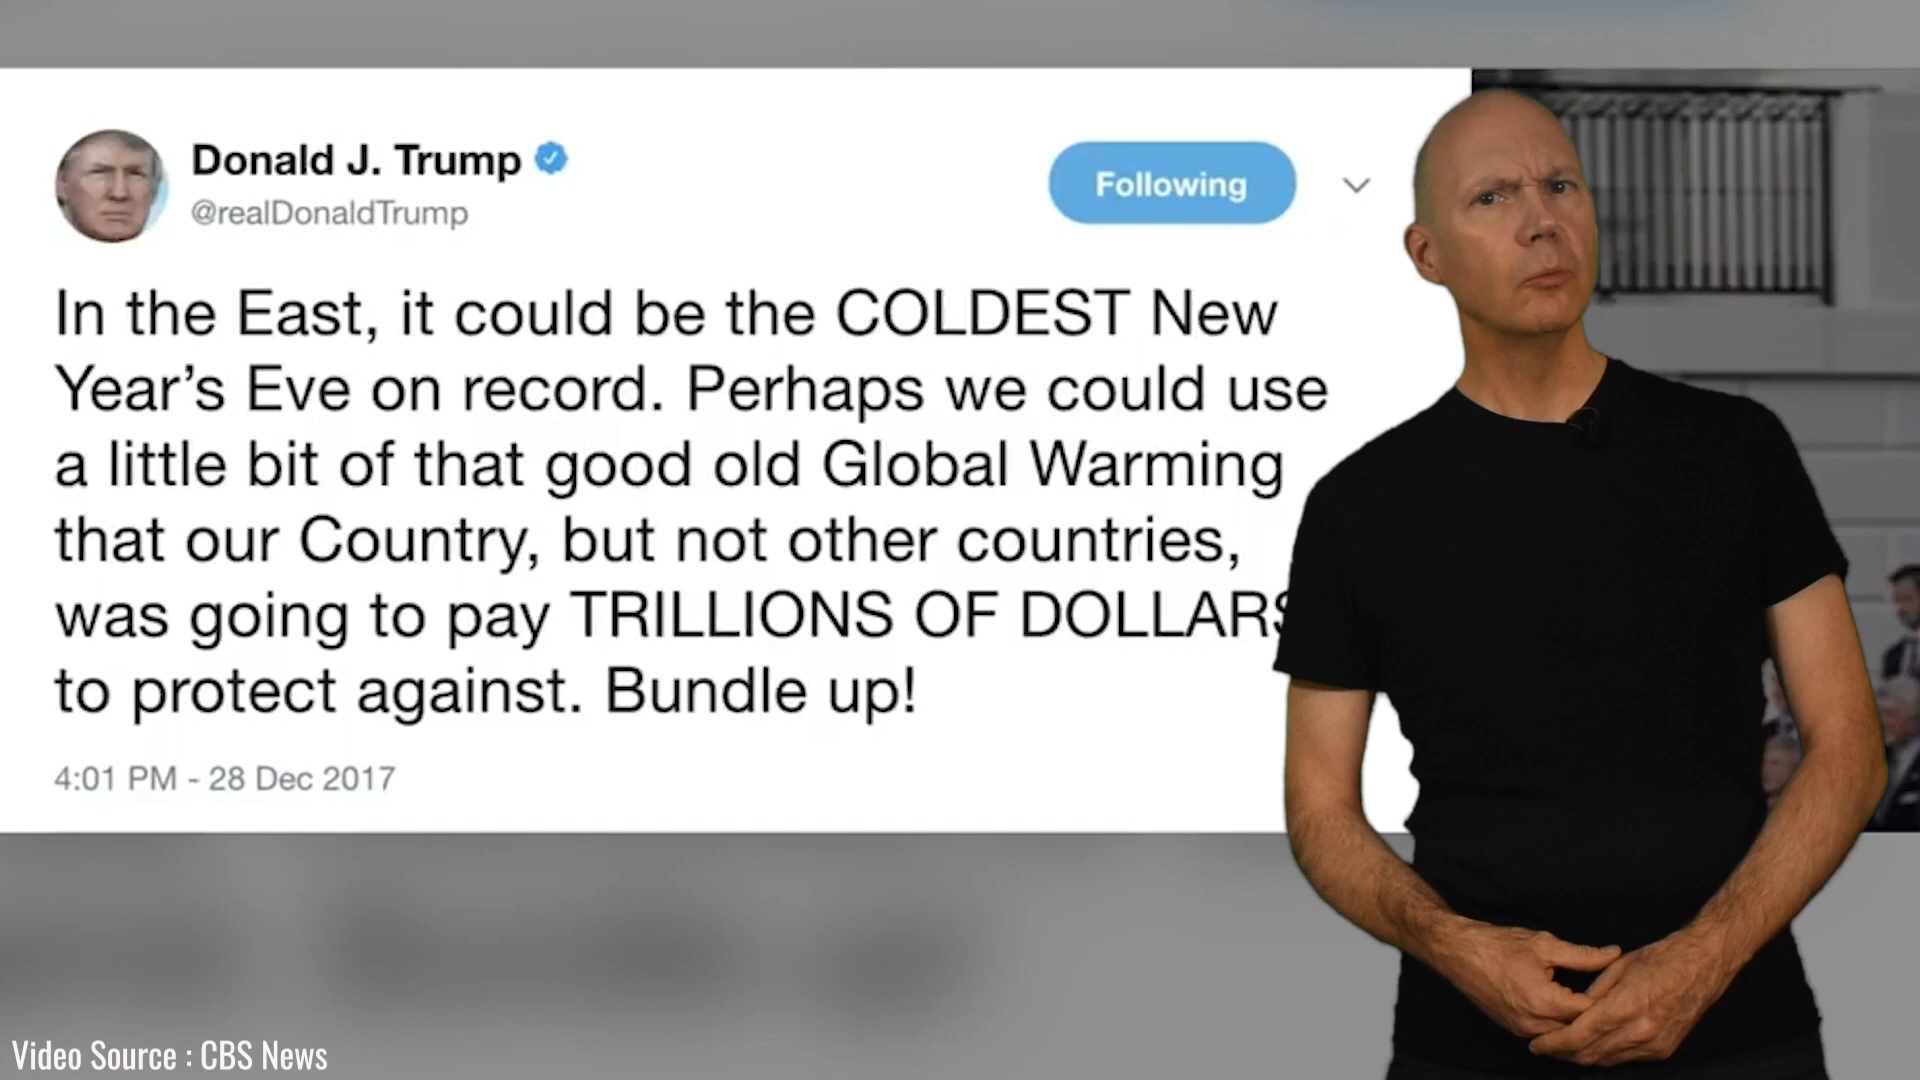 Donald J. Trump
@realDonaldTrump
Following
In the East, it could be the COLDEST New
Year’s Eve on record. Perhaps we could use
a little bit of that good old Global Warming
that our Country, but not other countries,
was going to pay TRILLIONS OF DOLLARS
to protect against. Bundle up!
4:01 PM - 28 Dec 2017
Video Source : CBS News